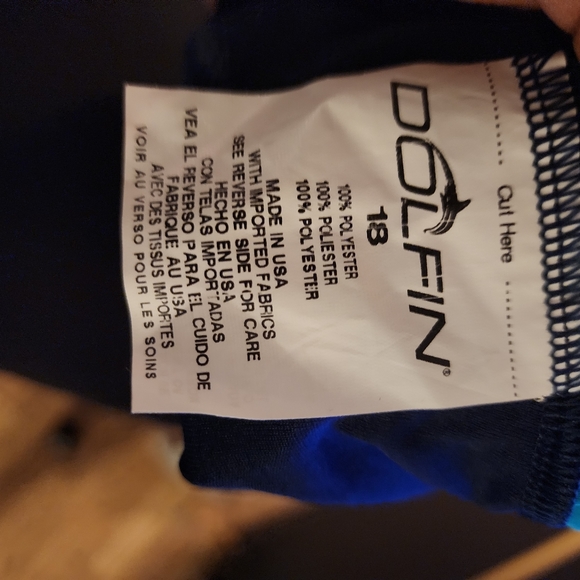 Cut Here
DOLFIN®
18
100% POLYESTER
100% POLIESTER
100% POLYESTER
MADE IN USA
WITH IMPORTED FABRICS
SEE REVERSE SIDE FOR CARE
HECHO EN USA
CON TELAS IMPORTADAS
VEA EL REVERSO PARA EL CUIDO DE
FABRIQUE AU USA
AVEC DES TISSUS IMPORTES
VOIR AU VERSO POUR LES SOINS